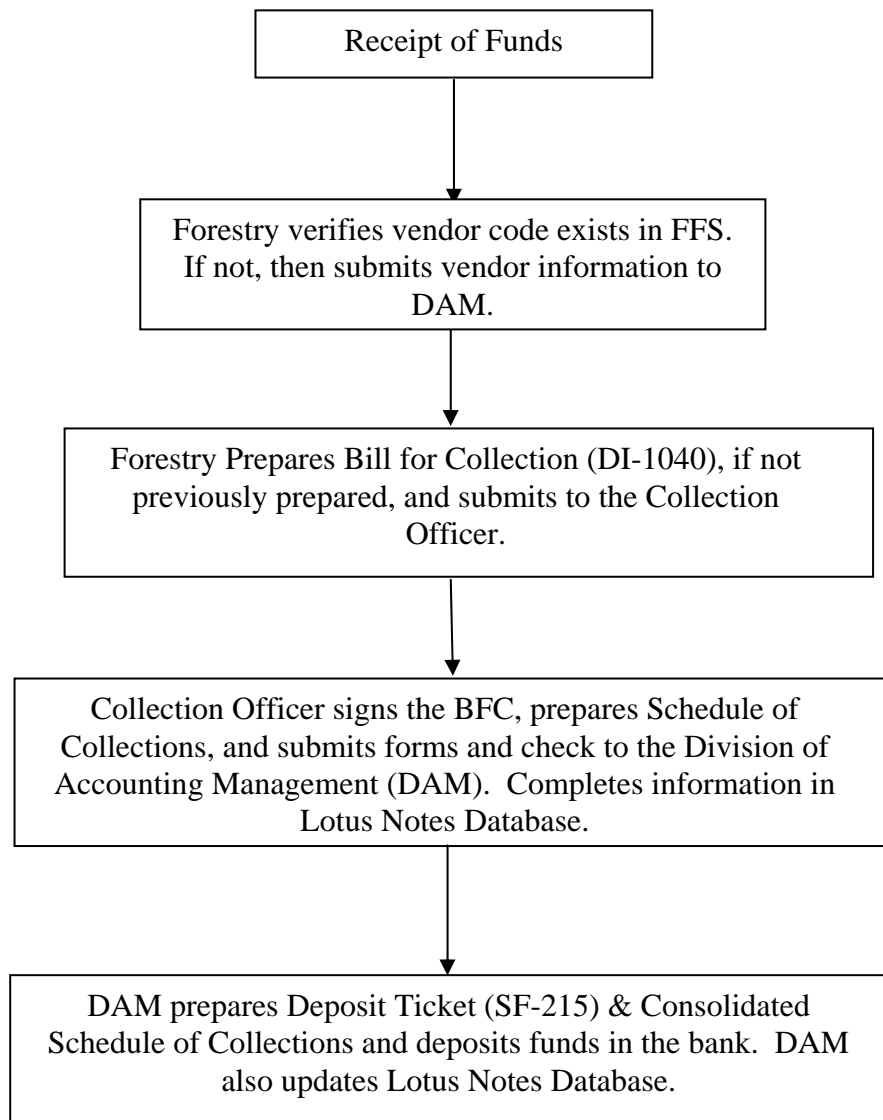 Receipt of Funds
Forestry verifies vendor code exists in FFS.
If not, then submits vendor information to
DAM.
Forestry Prepares Bill for Collection (DI-1040), if not
previously prepared, and submits to the Collection
Officer.
Collection Officer signs the BFC, prepares Schedule of
Collections, and submits forms and check to the Division of
Accounting Management (DAM).  Completes information in
Lotus Notes Database.
DAM prepares Deposit Ticket (SF-215) & Consolidated
Schedule of Collections and deposits funds in the bank.  DAM
also updates Lotus Notes Database.